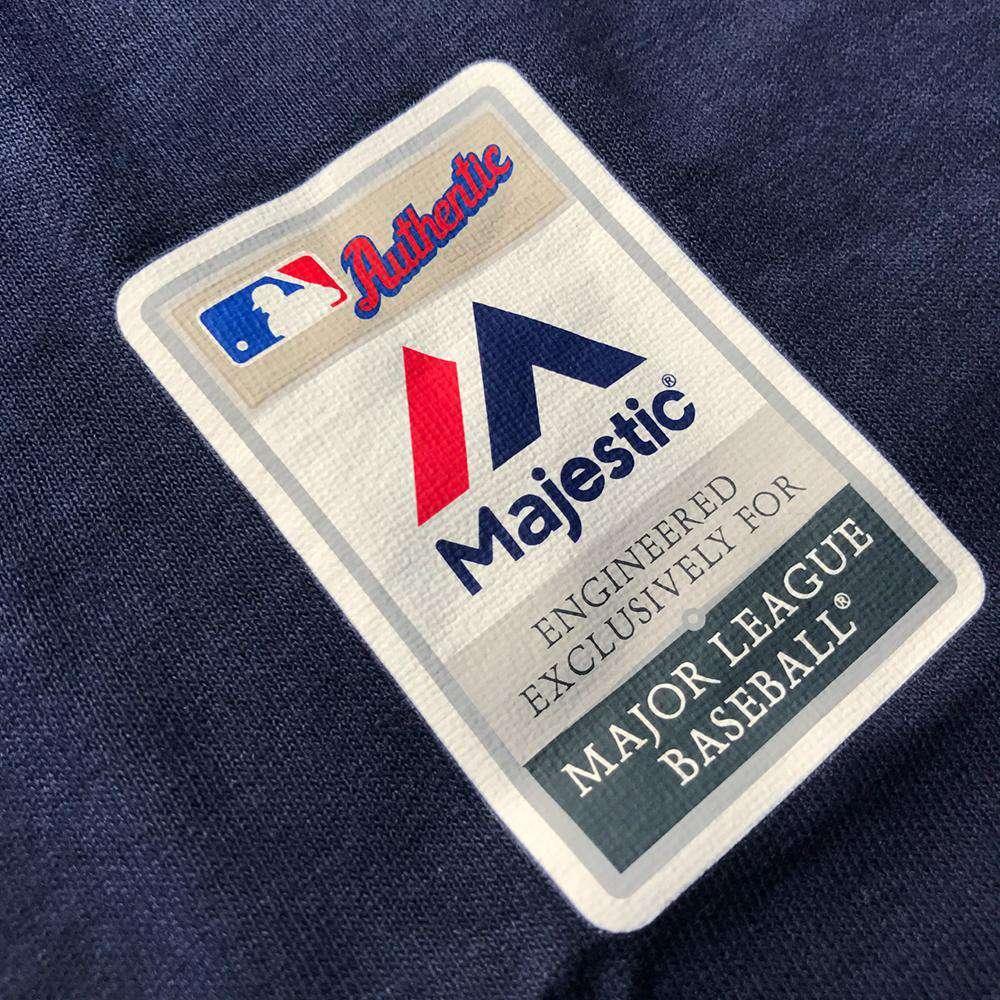 Authentic
Majestic®
ENGINEERED
EXCLUSIVELY FOR
MAJOR LEAGUE
BASEBALL®